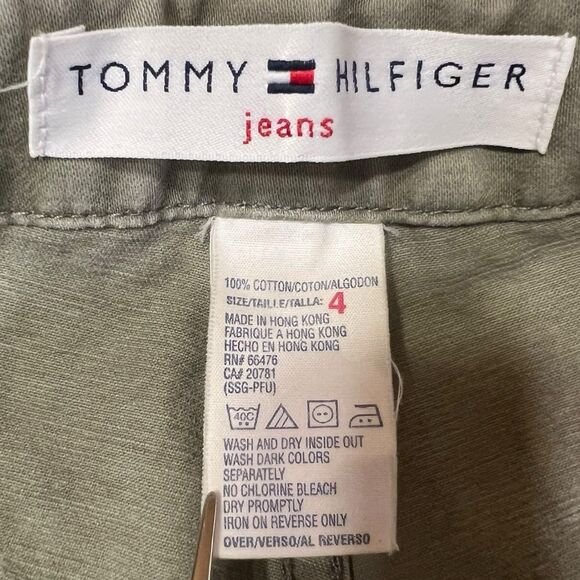 TOMMY HILFIGER
jeans
100% COTTON/COTON/ALGODON
SIZE/TAILLE/TALLA: 4
MADE IN HONG KONG
FABRIQUE A HONG KONG
HECHO EN HONG KONG
RN# 66476
CA# 20781
(SSG-PFU)
40C
WASH AND DRY INSIDE OUT
WASH DARK COLORS
SEPARATELY
NO CHLORINE BLEACH
DRY PROMPTLY
IRON ON REVERSE ONLY
OVER/VERSO/AL REVERSO